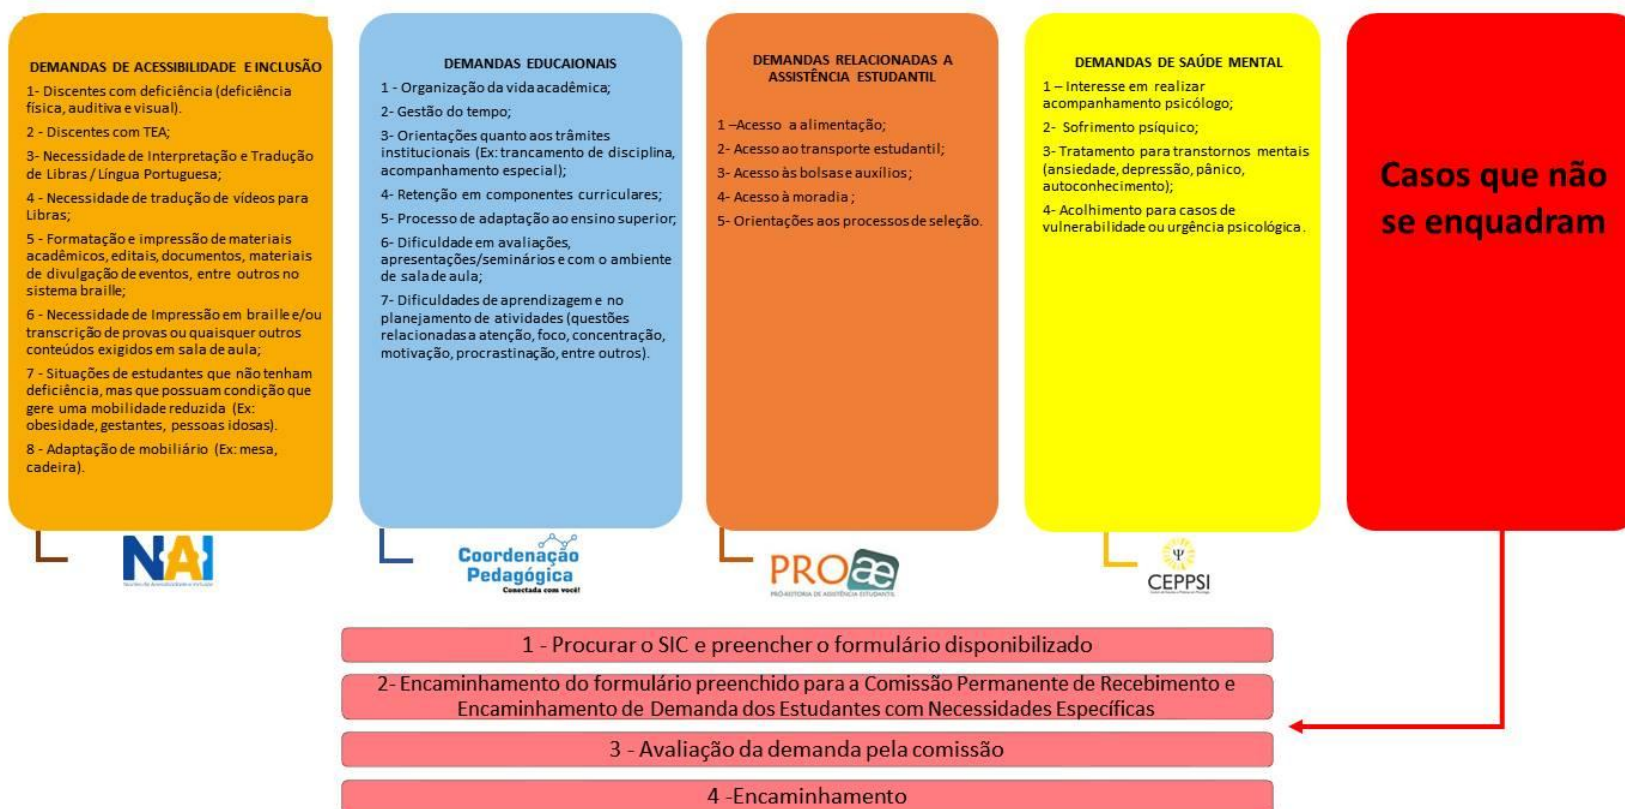 DEMANDAS DE ACESSIBILIDADE E INCLUSÃO
1- Discentes com deficiência (deficiência
física, auditiva e visual).
2 - Discentes com TEA;
3- Necessidade de Interpretação e Tradução
de Libras / Língua Portuguesa;
4 - Necessidade de tradução de vídeos para
Libras;
5 - Formatação e impressão de materiais
acadêmicos, editais, documentos, materiais
de divulgação de eventos, entre outros no
sistema braille;
6 - Necessidade de Impressão em braille e/ou
transcrição de provas ou quaisquer outros
conteúdos exigidos em sala de aula;
7 - Situações de estudantes que não tenham
deficiência, mas que possuam condição que
gere uma mobilidade reduzida (Ex:
obesidade, gestantes, pessoas idosas).
8 - Adaptação de mobiliário (Ex: mesa,
cadeira).
NAI
Núcleo de Acessibilidade e Inclusão
DEMANDAS EDUCAIONAIS
1 - Organização da vida acadêmica;
2- Gestão do tempo;
3- Orientações quanto aos trâmites
institucionais (Ex: trancamento de disciplina,
acompanhamento especial);
4- Retenção em componentes curriculares;
5- Processo de adaptação ao ensino superior;
6- Dificuldade em avaliações,
apresentações/seminários e com o ambiente
de sala de aula;
7- Dificuldades de aprendizagem e no
planejamento de atividades (questões
relacionadas a atenção, foco, concentração,
motivação, procrastinação, entre outros).
Coordenação
Pedagógica
Conectada com você!
DEMANDAS RELACIONADAS A
ASSISTÊNCIA ESTUDANTIL
1 –Acesso a alimentação;
2- Acesso ao transporte estudantil;
3- Acesso às bolsas e auxílios;
4- Acesso à moradia ;
5- Orientações aos processos de seleção.
PROae
PRÓ-REITORIA DE ASSISTÊNCIA ESTUDANTIL
DEMANDAS DE SAÚDE MENTAL
1 – Interesse em realizar
acompanhamento psicólogo;
2- Sofrimento psíquico;
3- Tratamento para transtornos mentais
(ansiedade, depressão, pânico,
autoconhecimento);
4- Acolhimento para casos de
vulnerabilidade ou urgência psicológica.
Ψ
CEPPSI
Casos que não
se enquadram
1 - Procurar o SIC e preencher o formulário disponibilizado
2- Encaminhamento do formulário preenchido para a Comissão Permanente de Recebimento e
Encaminhamento de Demanda dos Estudantes com Necessidades Específicas
3 - Avaliação da demanda pela comissão
4 -Encaminhamento